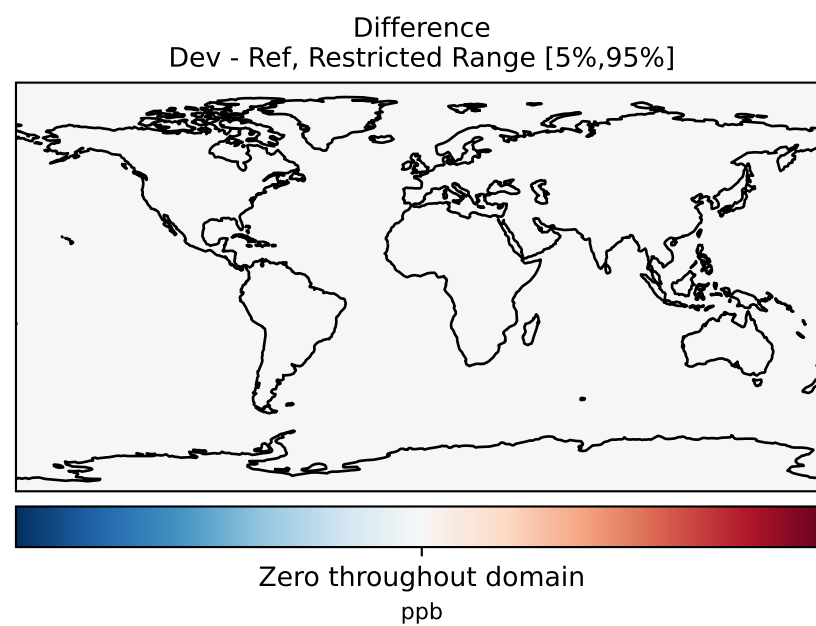 Difference
Dev - Ref, Restricted Range [5%,95%]
Zero throughout domain
ppb